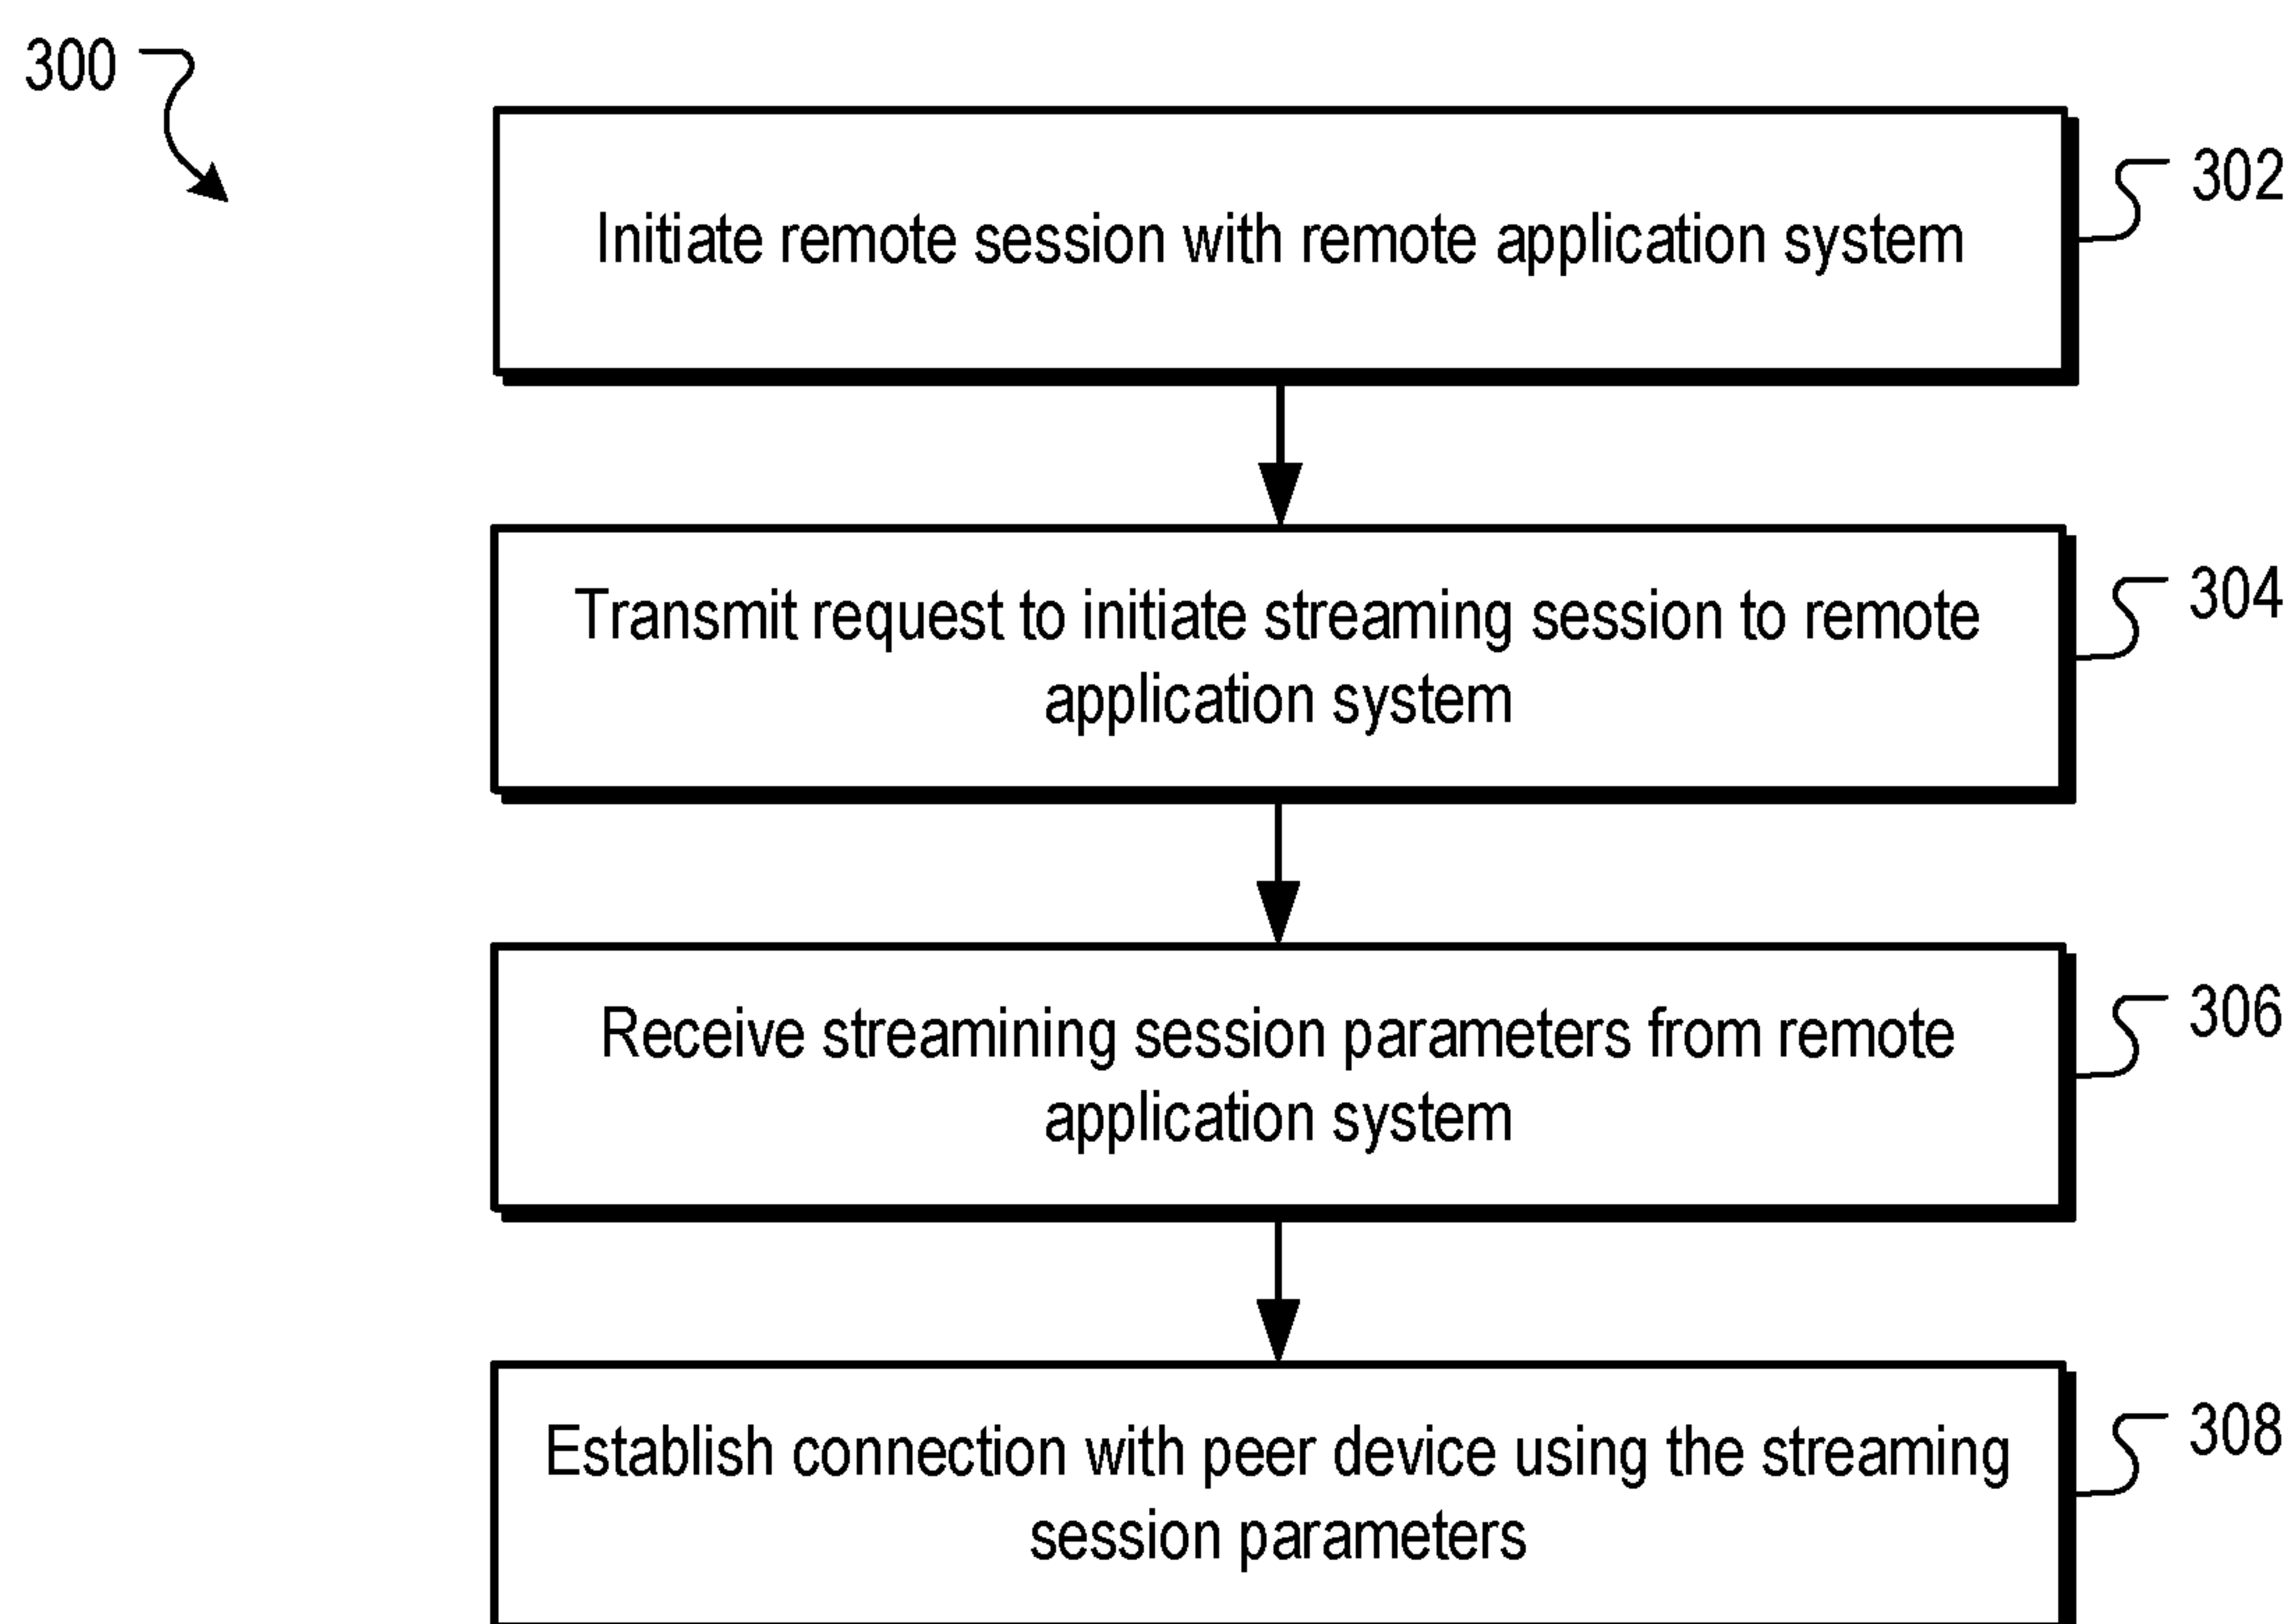 300
Initiate remote session with remote application system
302
Transmit request to initiate streaming session to remote
application system
304
Receive streamining session parameters from remote
application system
306
Establish connection with peer device using the streaming
session parameters
308